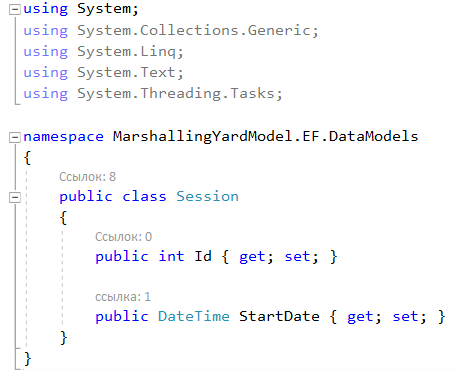 using System;
using System.Collections.Generic;
using System.Linq;
using System.Text;
using System.Threading.Tasks;
namespace MarshallingYardModel.EF.DataModels
{
Ссылок: 8
public class Session
{
Ссылок: 0
public int Id { get; set; }
ссылка: 1
public DateTime StartDate { get; set; }
}
}